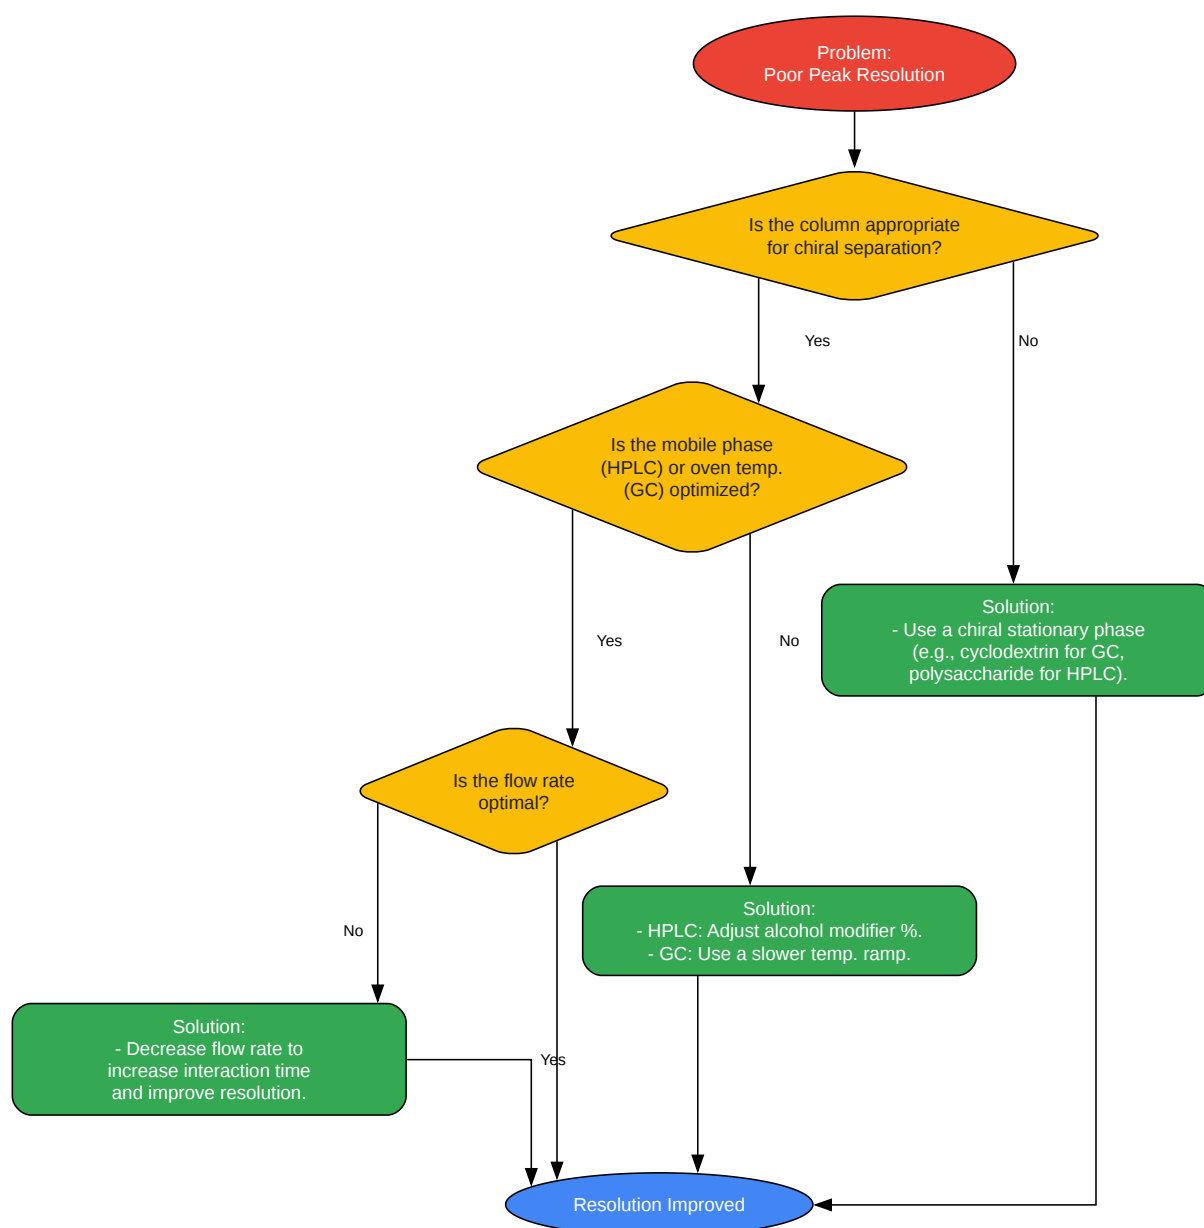 Problem:
Poor Peak Resolution
Is the column appropriate
for chiral separation?
Yes
No
Is the mobile phase
(HPLC) or oven temp.
(GC) optimized?
Yes
No
Solution:
- Use a chiral stationary phase
(e.g., cyclodextrin for GC,
polysaccharide for HPLC).
Is the flow rate
optimal?
No
Solution:
- HPLC: Adjust alcohol modifier %.
- GC: Use a slower temp. ramp.
Solution:
- Decrease flow rate to
increase interaction time
and improve resolution.
Yes
Resolution Improved